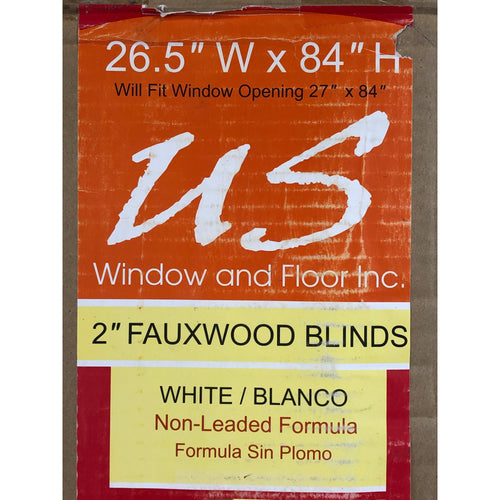 26.5" W x 84" H
Will Fit Window Opening 27" x 84"
US
Window and Floor Inc.
2" FAUXWOOD BLINDS
WHITE / BLANCO
Non-Leaded Formula
Formula Sin Plomo